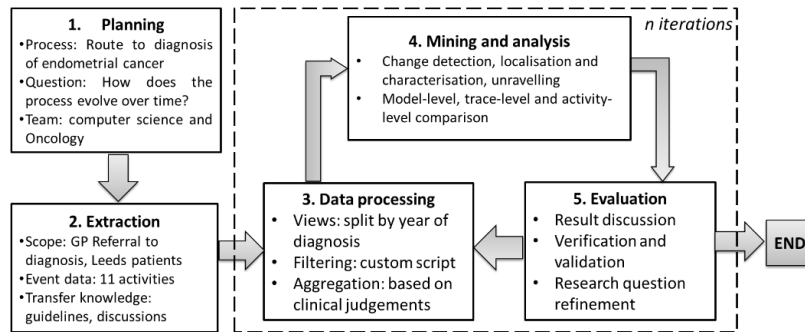 1. Planning
•Process: Route to diagnosis
of endometrial cancer
•Question: How does the
process evolve over time?
•Team: computer science and
Oncology
2. Extraction
•Scope: GP Referral to
diagnosis, Leeds patients
•Event data: 11 activities
•Transfer knowledge:
guidelines, discussions
n iterations
3. Data processing
• Views: split by year of
diagnosis
• Filtering: custom script
• Aggregation: based on
clinical judgements
4. Mining and analysis
• Change detection, localisation and
characterisation, unravelling
• Model-level, trace-level and activity-
level comparison
5. Evaluation
• Result discussion
• Verification and
validation
• Research question
refinement
END